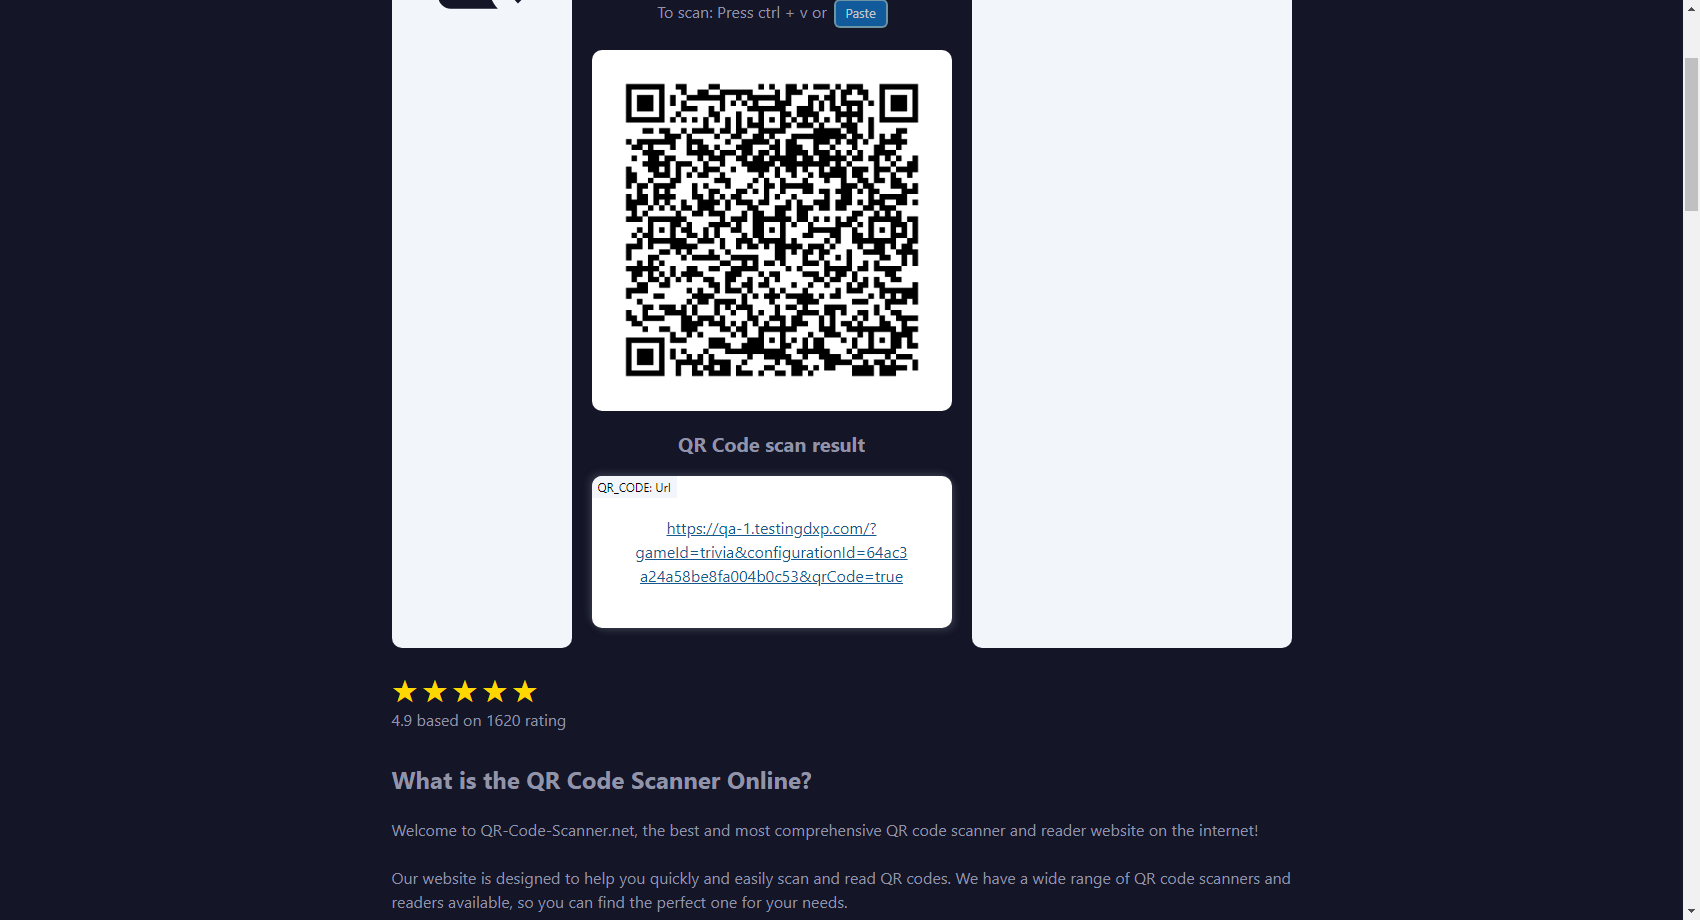 To scan: Press ctrl + v or Paste
QR Code scan result
QR_CODE: Url
https://qa-1.testingdxp.com/?
gameId=trivia&configurationId=64ac3
a24a58be8fa004b0c53&qrCode=true
4.9 based on 1620 rating
What is the QR Code Scanner Online?
Welcome to QR-Code-Scanner.net, the best and most comprehensive QR code scanner and reader website on the internet!
Our website is designed to help you quickly and easily scan and read QR codes. We have a wide range of QR code scanners and
readers available, so you can find the perfect one for your needs.